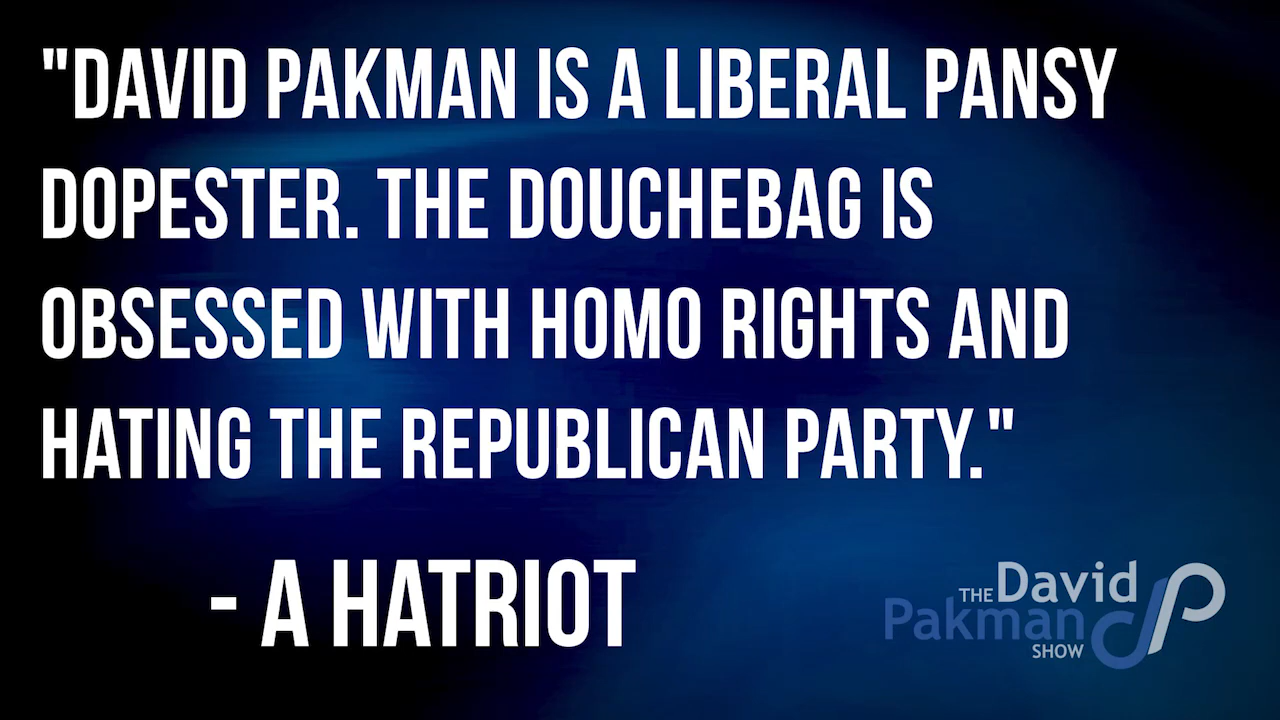 "DAVID PAKMAN IS A LIBERAL PANSY
DOPESTER. THE DOUCHEBAG IS
OBSESSED WITH HOMO RIGHTS AND
HATING THE REPUBLICAN PARTY."
- A HATRIOT
THE David
Pakman
SHOW